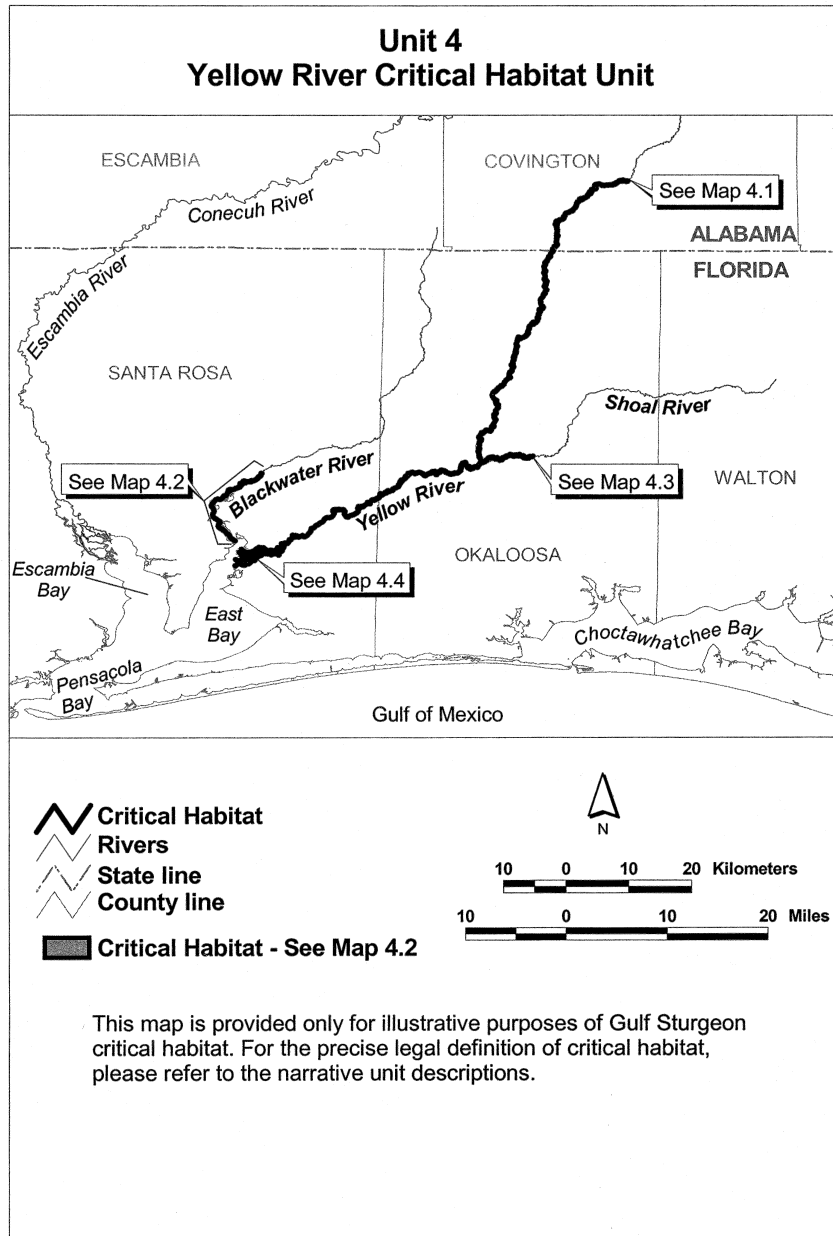 Unit 4
Yellow River Critical Habitat Unit
ESCAMBIA
COVINGTON
See Map 4.1
Conecuh River
ALABAMA
FLORIDA
Escambia River
SANTA ROSA
Shoal River
See Map 4.2
Blackwater River
See Map 4.3
WALTON
Yellow River
OKALOOSA
Escambia
Bay
See Map 4.4
East
Bay
Choctawhatchee Bay
Pensacola
Bay
Gulf of Mexico
Critical Habitat
Rivers
State line
County line
Critical Habitat - See Map 4.2
N
10 0 10 20 Kilometers
10 0 10 20 Miles
This map is provided only for illustrative purposes of Gulf Sturgeon
critical habitat. For the precise legal definition of critical habitat,
please refer to the narrative unit descriptions.